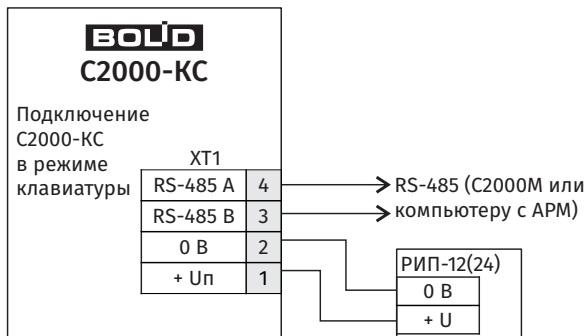 BOLID
С2000-КС
Подключение
С2000-КС
в режиме
клавиатуры
XT1
RS-485 A 4
RS-485 B 3
0 В 2
+ Uп 1
RS-485 (С2000М или
компьютеру с АРМ)
РИП-12(24)
0 В
+ U